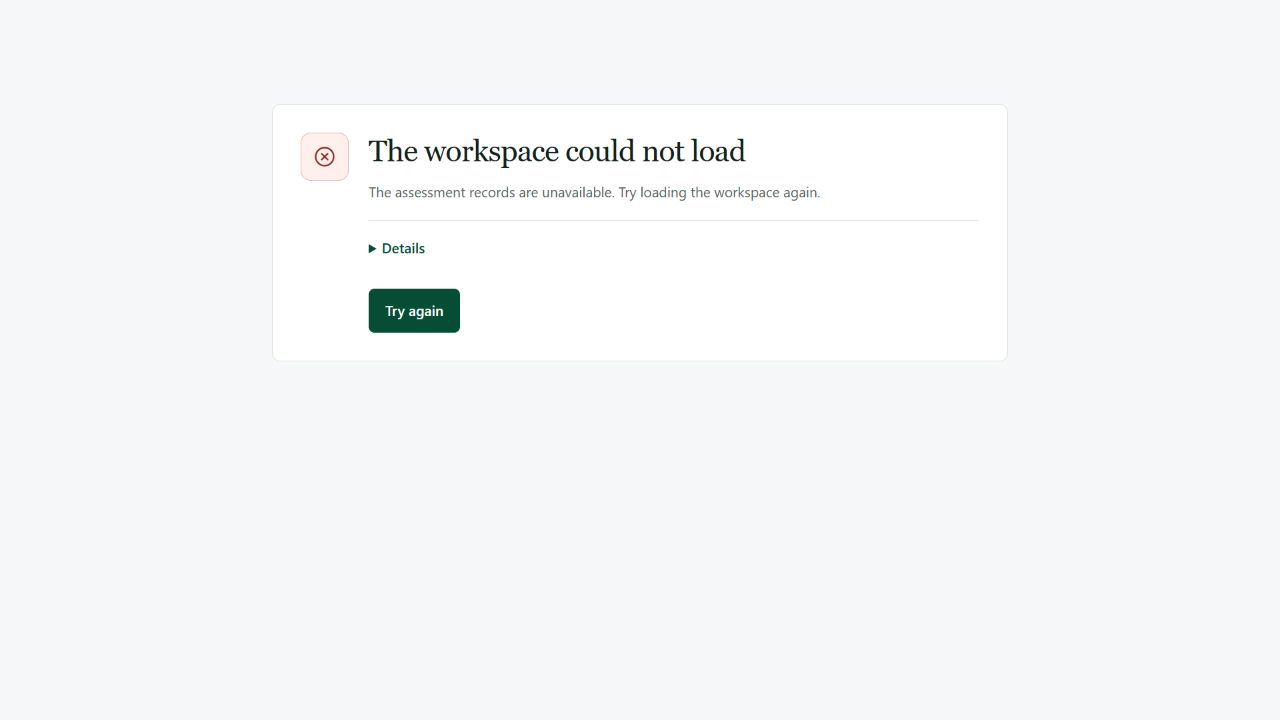 The workspace could not load
The assessment records are unavailable. Try loading the workspace again.
Details
Try again